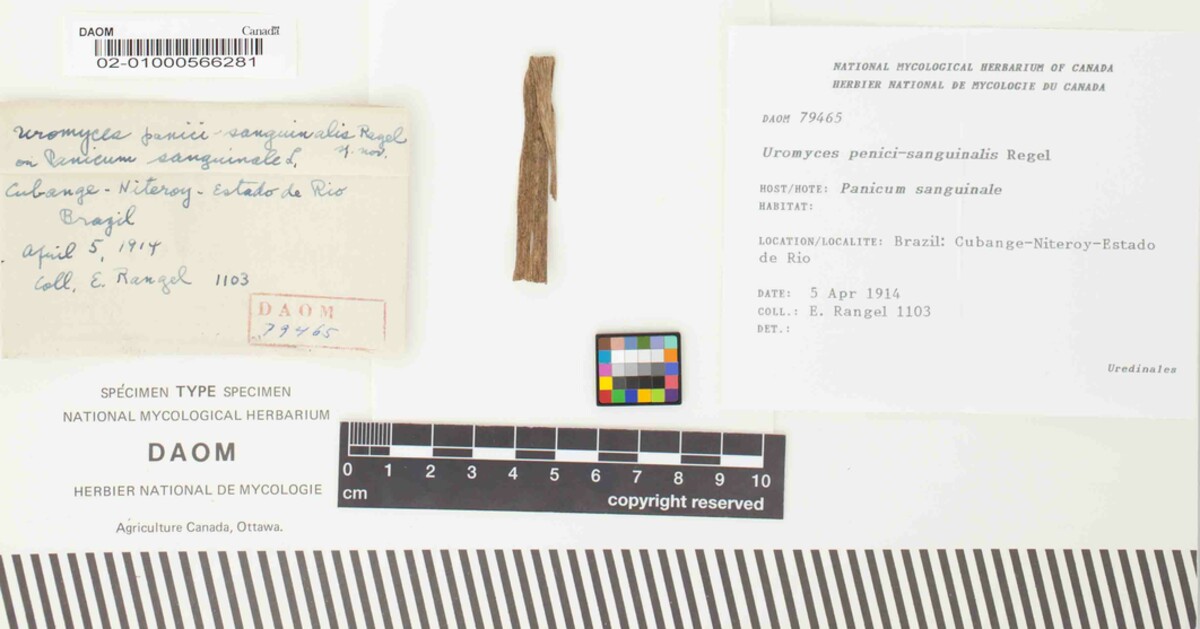 DAOM Canada
02-01000566281
Uromyces panici-sanguinalis Regel
sp. nov.
on Panicum sanguinale L.
Cubange - Niteroy - Estado de Rio
Brazil
April 5, 1914
Coll. E. Rangel 1103
DAOM
79465
SPÉCIMEN TYPE SPECIMEN
NATIONAL MYCOLOGICAL HERBARIUM
DAOM
HERBIER NATIONAL DE MYCOLOGIE
Agriculture Canada, Ottawa.
0 1 2 3 4 5 6 7 8 9 10
cm
copyright reserved
NATIONAL MYCOLOGICAL HERBARIUM OF CANADA
HERBIER NATIONAL DE MYCOLOGIE DU CANADA
DAOM 79465
Uromyces penici-sanguinalis Regel
HOST/HOTE: Panicum sanguinale
HABITAT:
LOCATION/LOCALITE: Brazil: Cubange-Niteroy-Estado
de Rio
DATE: 5 Apr 1914
COLL.: E. Rangel 1103
DET.:
Uredinales